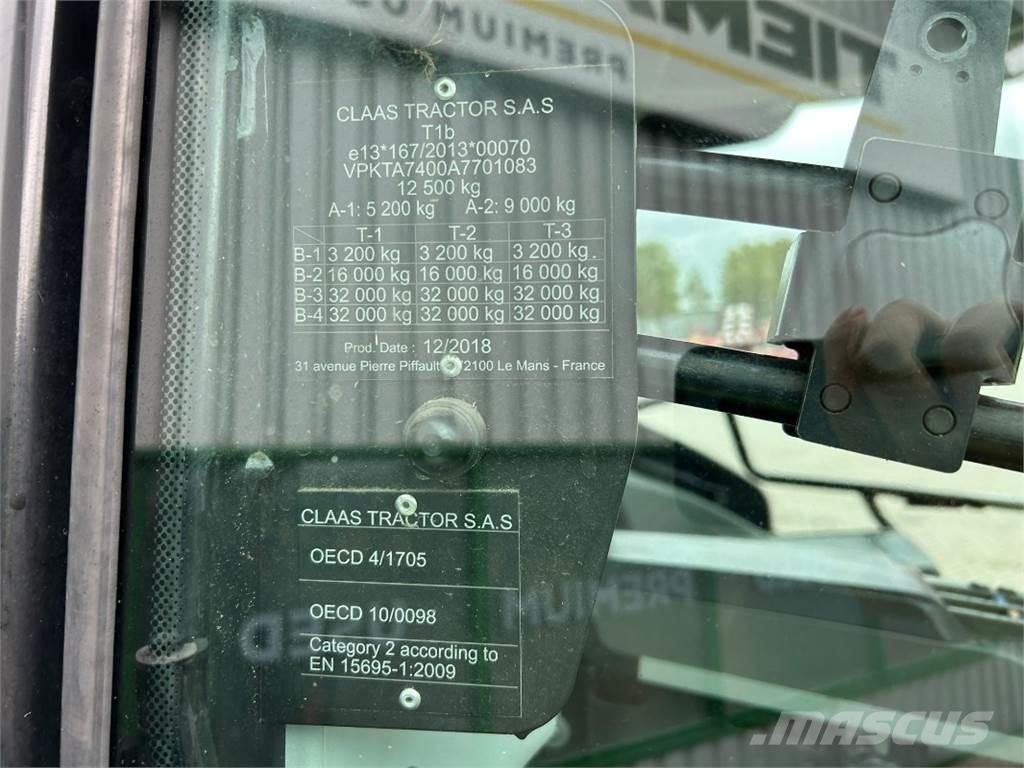 PREMIUM
CLAAS TRACTOR S.A.S
T1b
e13*167/2013*00070
VPKTA7400A7701083
12 500 kg
A-1: 5 200 kg A-2: 9 000 kg
T-1 T-2 T-3
B-1 3 200 kg 3 200 kg 3 200 kg
B-2 16 000 kg 16 000 kg 16 000 kg
B-3 32 000 kg 32 000 kg 32 000 kg
B-4 32 000 kg 32 000 kg 32 000 kg
Prod. Date : 12/2018
31 avenue Pierre Piffault 2100 Le Mans - France
CLAAS TRACTOR S.A.S
OECD 4/1705
OECD 10/0098
Category 2 according to
EN 15695-1:2009
USED PREMIUM
MASCUS